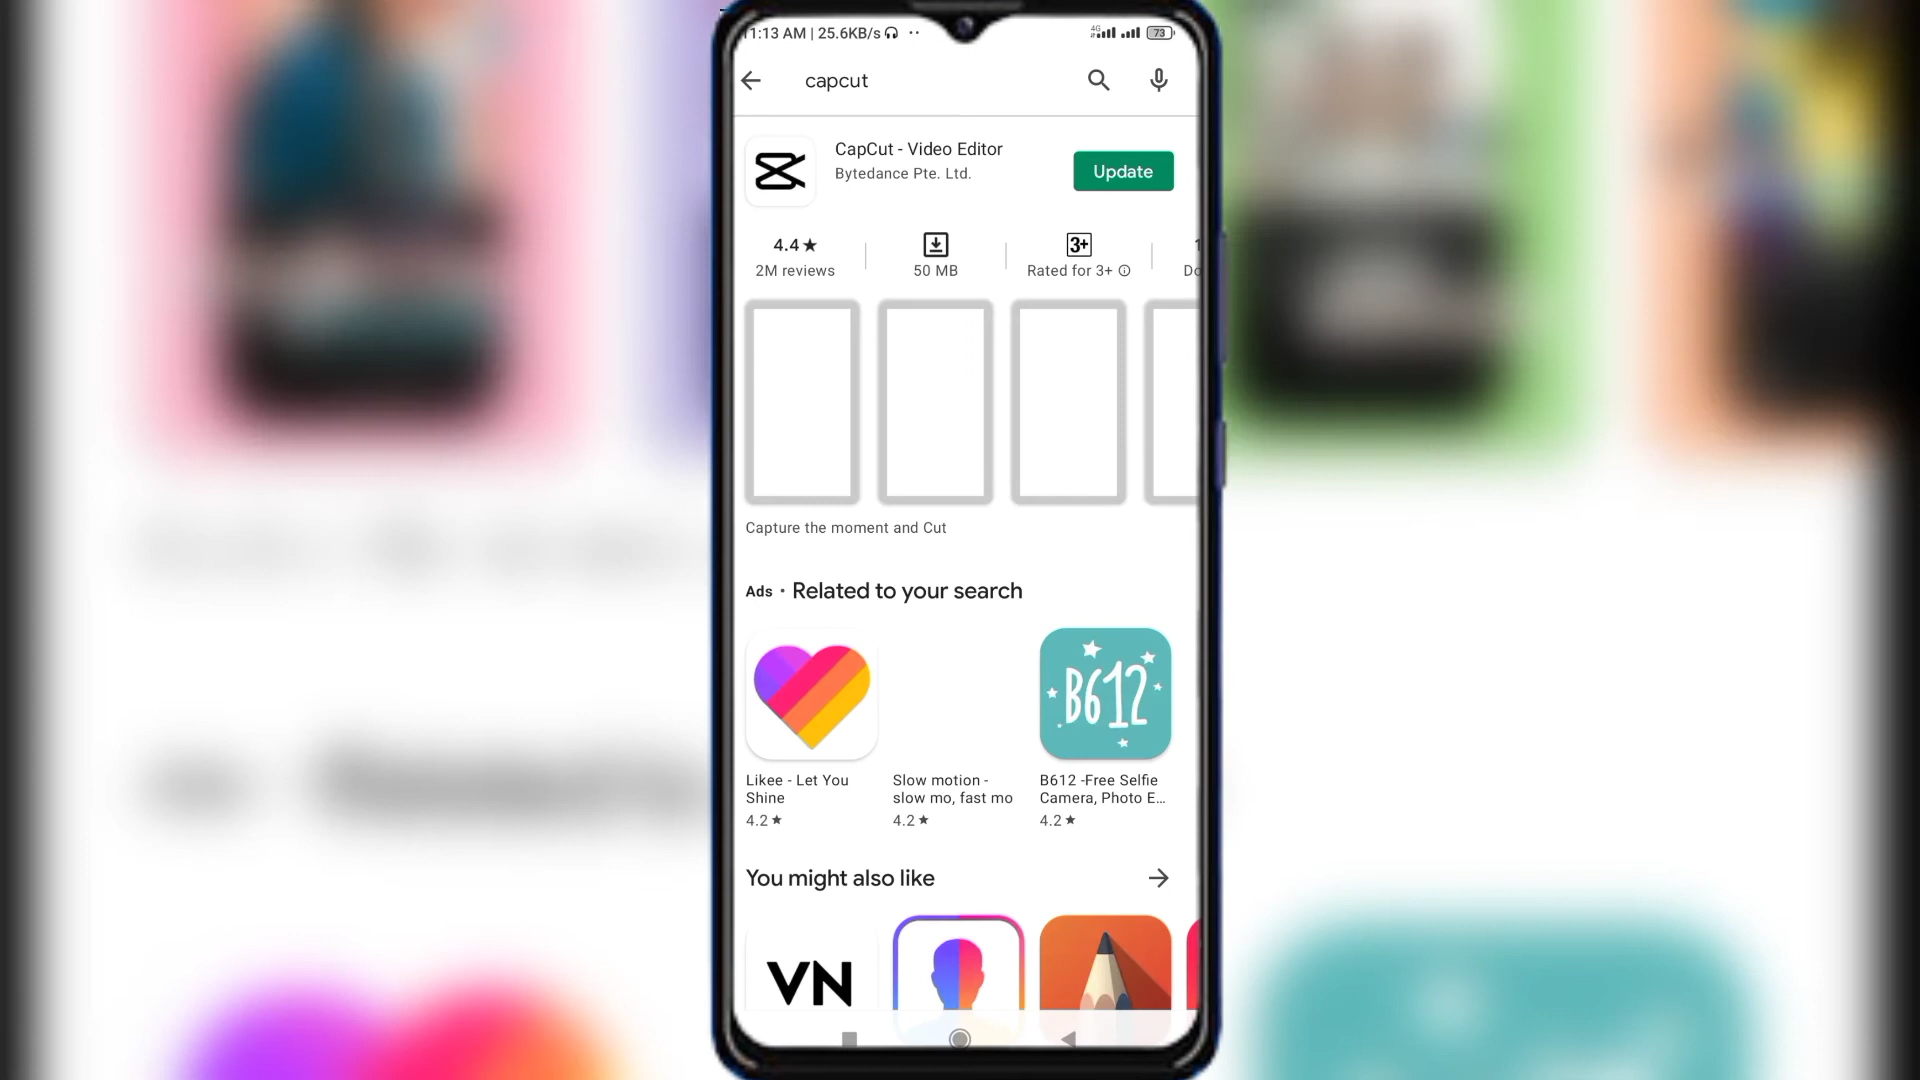 11:13 AM | 25.6KB/s
4G
73
capcut
CapCut - Video Editor
Bytedance Pte. Ltd.
Update
4.4★
2M reviews
50 MB
3+
Rated for 3+
Ads · Related to your search
B612
Likee - Let You Shine
4.2★
Slow motion - slow mo, fast mo
4.2★
B612 -Free Selfie Camera, Photo E...
4.2★
Capture the moment and Cut
You might also like
VN